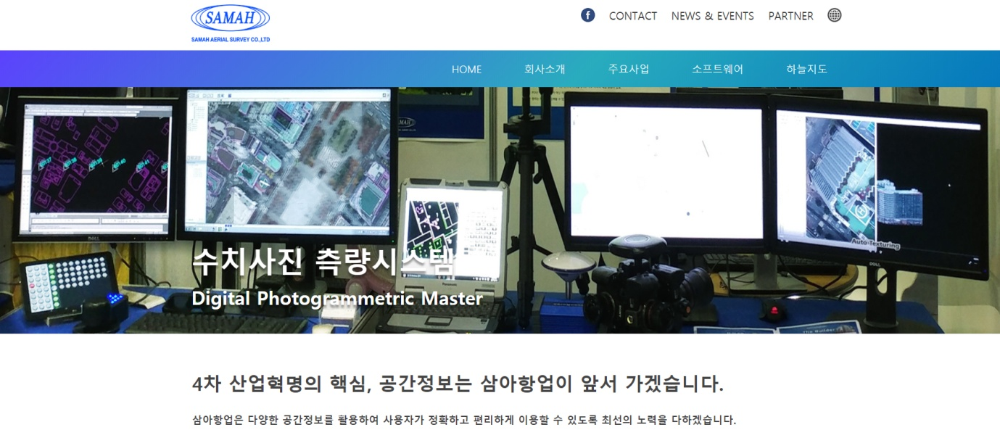 SAMAH
SAMAH AERIAL SURVEY CO.,LTD
f
CONTACT
NEWS & EVENTS
PARTNER
HOME
회사소개
주요사업
소프트웨어
하늘지도
SAMAH
DELL
Panasonic
Auto Texturing
DELL
The Builder
수치사진 측량시스템
Digital Photogrammetric Master
4차 산업혁명의 핵심, 공간정보는 삼아항업이 앞서 가겠습니다.
삼아항업은 다양한 공간정보를 활용하여 사용자가 정확하고 편리하게 이용할 수 있도록 최선의 노력을 다하겠습니다.